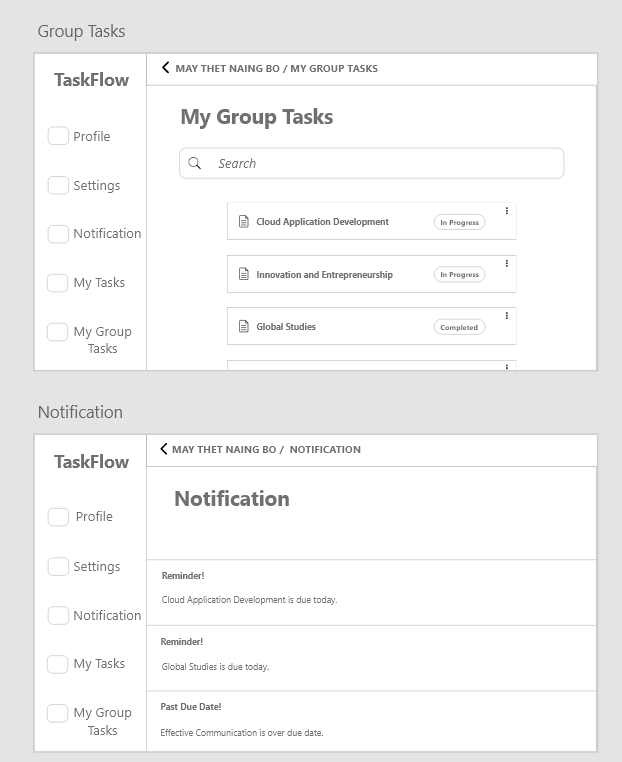 Group Tasks
TaskFlow
MAY THET NAING BO / MY GROUP TASKS
My Group Tasks
Profile
Search
Settings
Cloud Application Development In Progress
Notification
Innovation and Entrepreneurship In Progress
My Tasks
Global Studies Completed
My Group
Tasks
Notification
TaskFlow
MAY THET NAING BO / NOTIFICATION
Notification
Profile
Settings
Reminder!
Cloud Application Development is due today.
Notification
Reminder!
Global Studies is due today.
My Tasks
My Group
Tasks
Past Due Date!
Effective Communication is over due date.